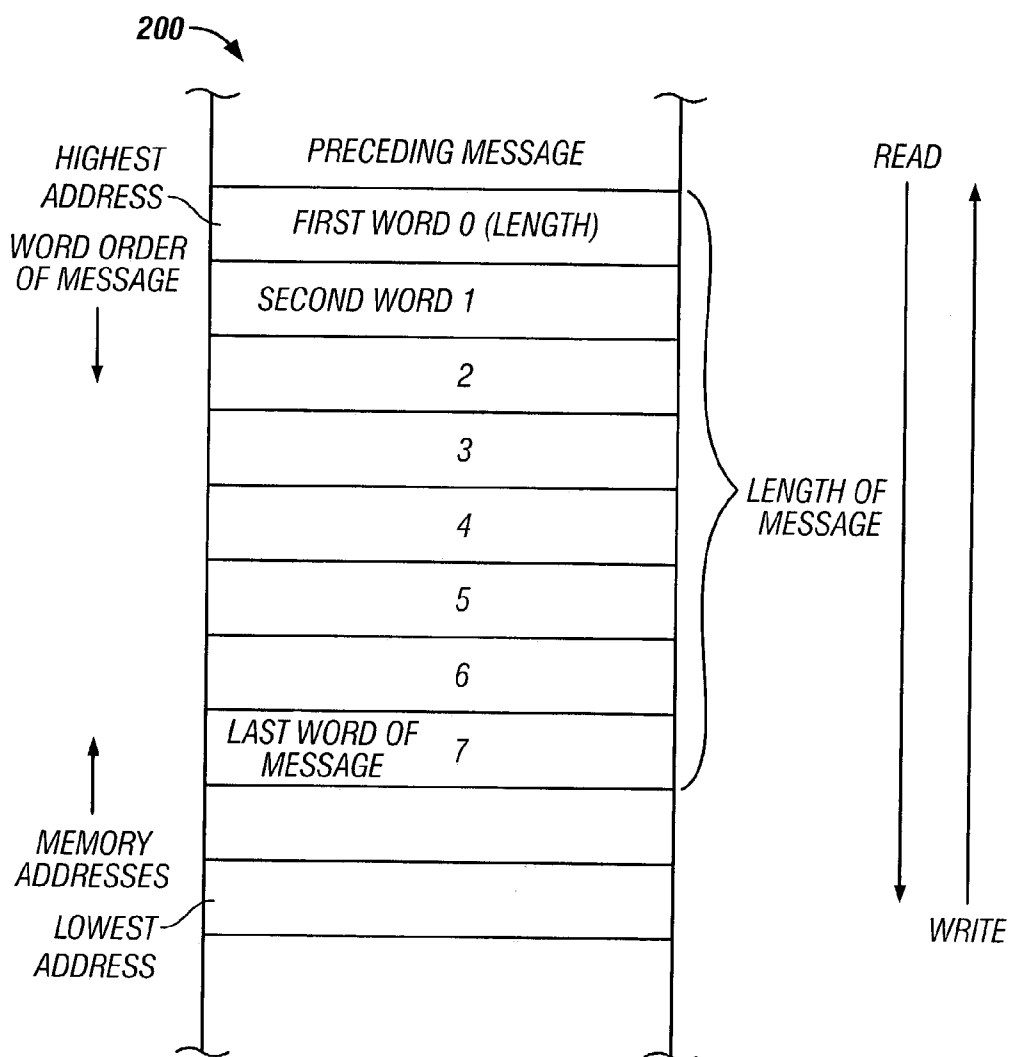 200
PRECEDING MESSAGE
READ
HIGHEST
ADDRESS
FIRST WORD 0 (LENGTH)
WORD ORDER
OF MESSAGE
SECOND WORD 1
2
3
4
LENGTH OF
MESSAGE
5
6
LAST WORD OF
MESSAGE
7
MEMORY
ADDRESSES
LOWEST
ADDRESS
WRITE